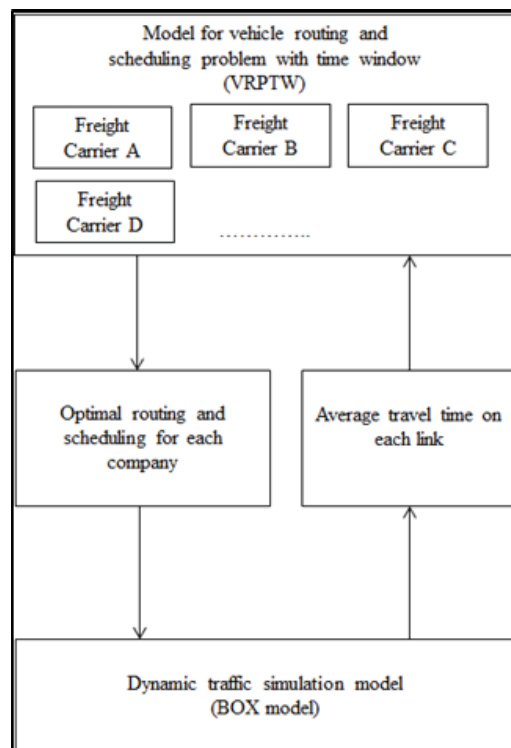 Model for vehicle routing and
scheduling problem with time window
(VRPTW)
Freight
Carrier A
Freight
Carrier B
Freight
Carrier C
Freight
Carrier D
..............
Optimal routing and
scheduling for each
company
Average travel time on
each link
Dynamic traffic simulation model
(BOX model)